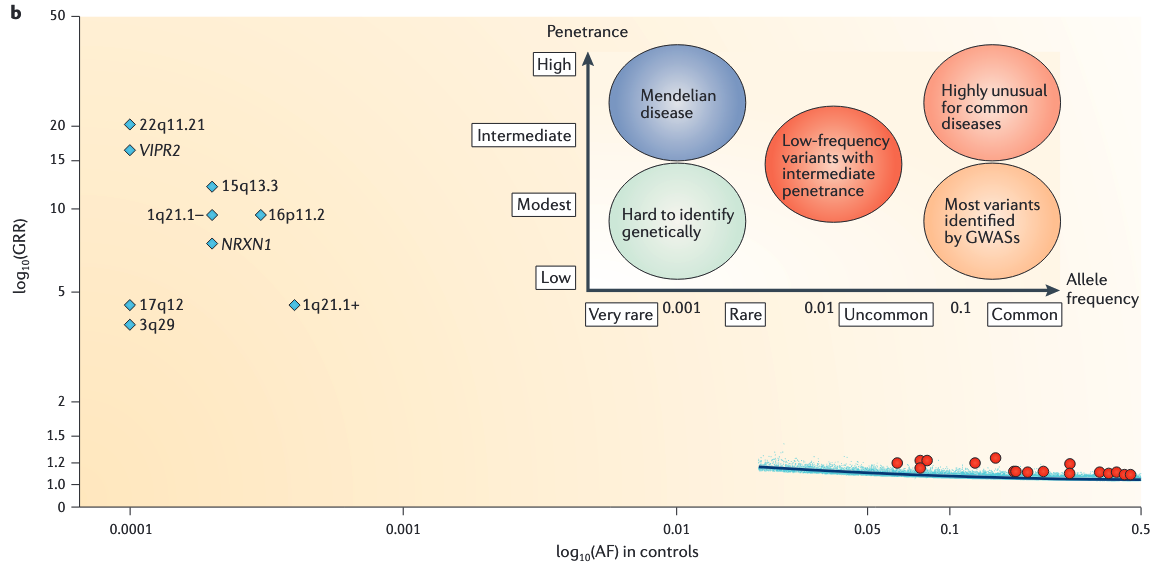 b
50
20
15
10
5
2
1.5
1.2
1.0
0
log10(GRR)
22q11.21
VIPR2
15q13.3
1q21.1–
16p11.2
NRXN1
17q12
1q21.1+
3q29
Penetrance
High
Intermediate
Modest
Low
Mendelian
disease
Highly unusual
for common
diseases
Low-frequency
variants with
intermediate
penetrance
Hard to identify
genetically
Most variants
identified
by GWASs
Allele
frequency
Very rare
0.001
Rare
0.01
Uncommon
0.1
Common
0.0001
0.001
0.01
0.05
0.1
0.5
log10(AF) in controls